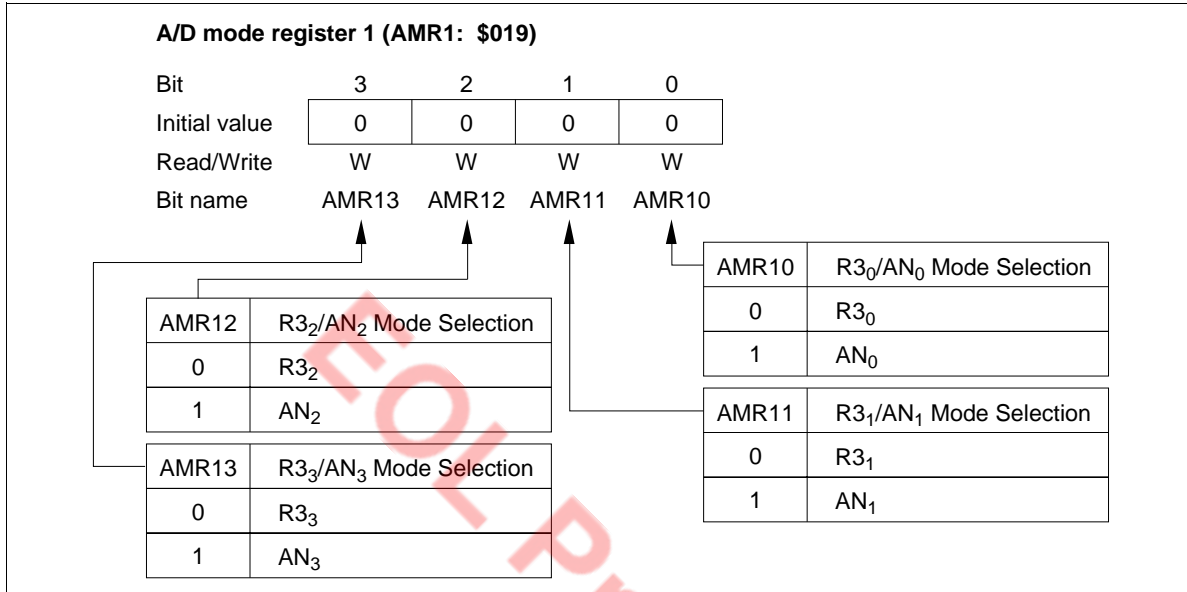 A/D mode register 1 (AMR1: $019)
Bit 3 2 1 0
Initial value 0 0 0 0
Read/Write W W W W
Bit name AMR13 AMR12 AMR11 AMR10
AMR10 R3₀/AN₀ Mode Selection
0 R3₀
1 AN₀
AMR12 R3₂/AN₂ Mode Selection
0 R3₂
1 AN₂
AMR11 R3₁/AN₁ Mode Selection
0 R3₁
1 AN₁
AMR13 R3₃/AN₃ Mode Selection
0 R3₃
1 AN₃
EOL